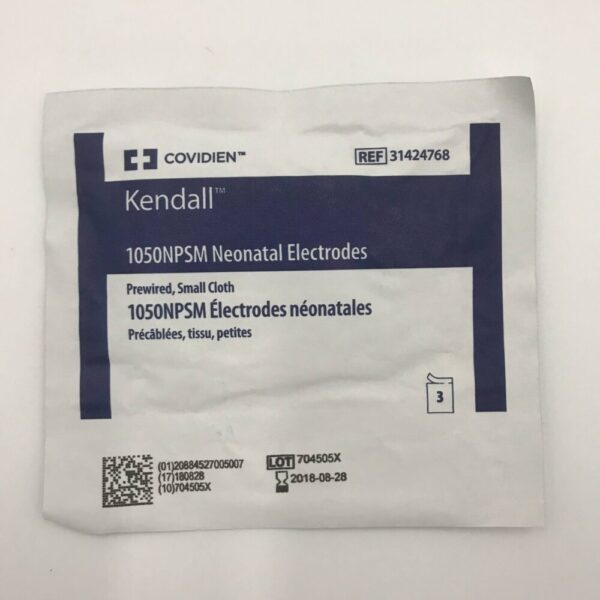 COVIDIEN™
REF 31424768
Kendall™
1050NPSM Neonatal Electrodes
Prewired, Small Cloth
1050NPSM Électrodes néonatales
Précâblées, tissu, petites
3
(01)20884527005007
(17)180828
(10)704505X
LOT 704505X
2018-08-28